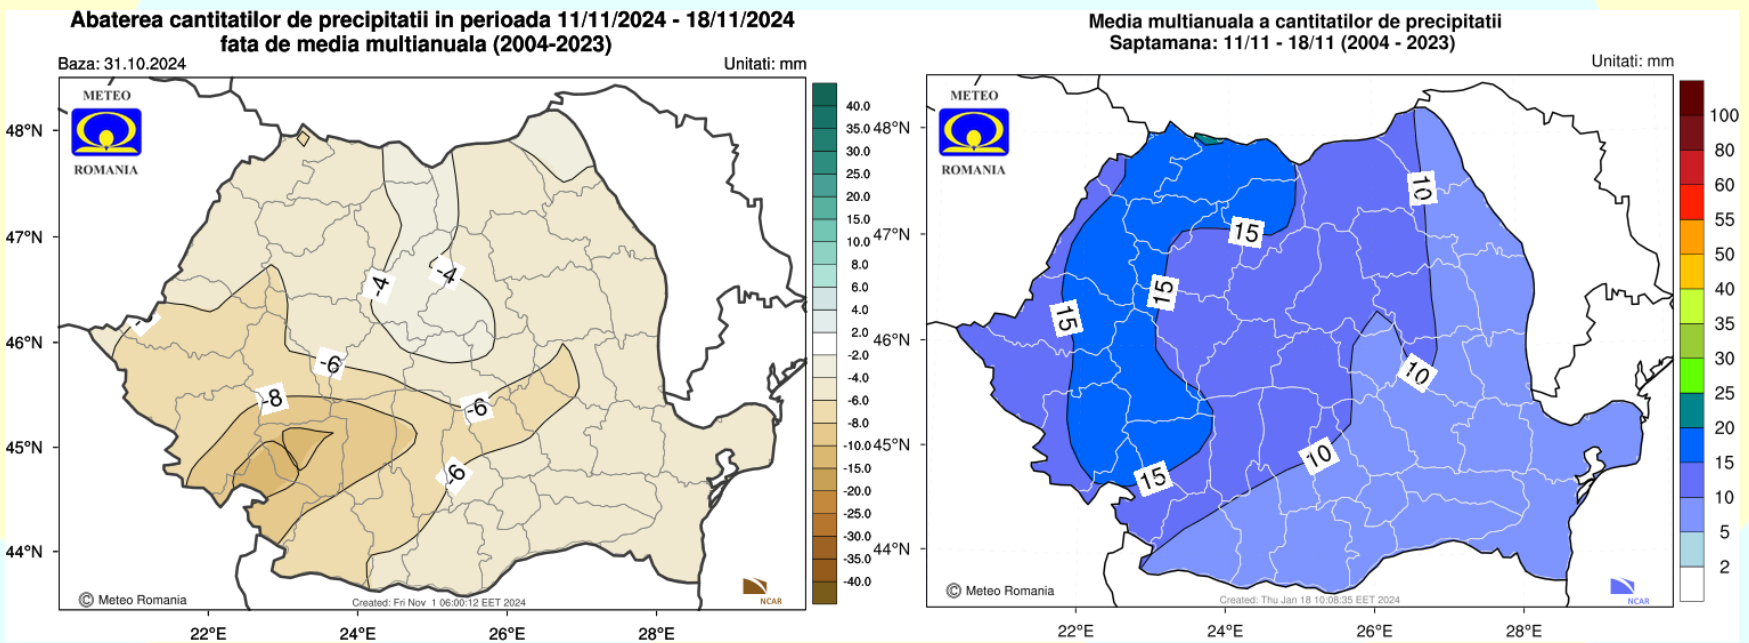 Abaterea cantitatilor de precipitatii in perioada 11/11/2024 - 18/11/2024
fata de media multianuala (2004-2023)
Baza: 31.10.2024
Unitati: mm
METEO
ROMANIA
48°N
47°N
46°N
45°N
44°N
-4
-4
-6
-8
-6
-6
40.0
35.0
30.0
25.0
20.0
15.0
10.0
8.0
6.0
4.0
2.0
-2.0
-4.0
-6.0
-8.0
-10.0
-15.0
-20.0
-25.0
-30.0
-35.0
-40.0
© Meteo Romania
Created: Fri Nov 1 06:00:12 EET 2024
NCAR
22°E
24°E
26°E
28°E
Media multianuala a cantitatilor de precipitatii
Saptamana: 11/11 - 18/11 (2004 - 2023)
Unitati: mm
METEO
ROMANIA
48°N
47°N
46°N
45°N
44°N
10
15
15
15
10
10
15
100
80
60
55
50
40
35
30
25
20
15
10
5
2
© Meteo Romania
Created: Thu Jan 18 10:08:35 EET 2024
NCAR
22°E
24°E
26°E
28°E